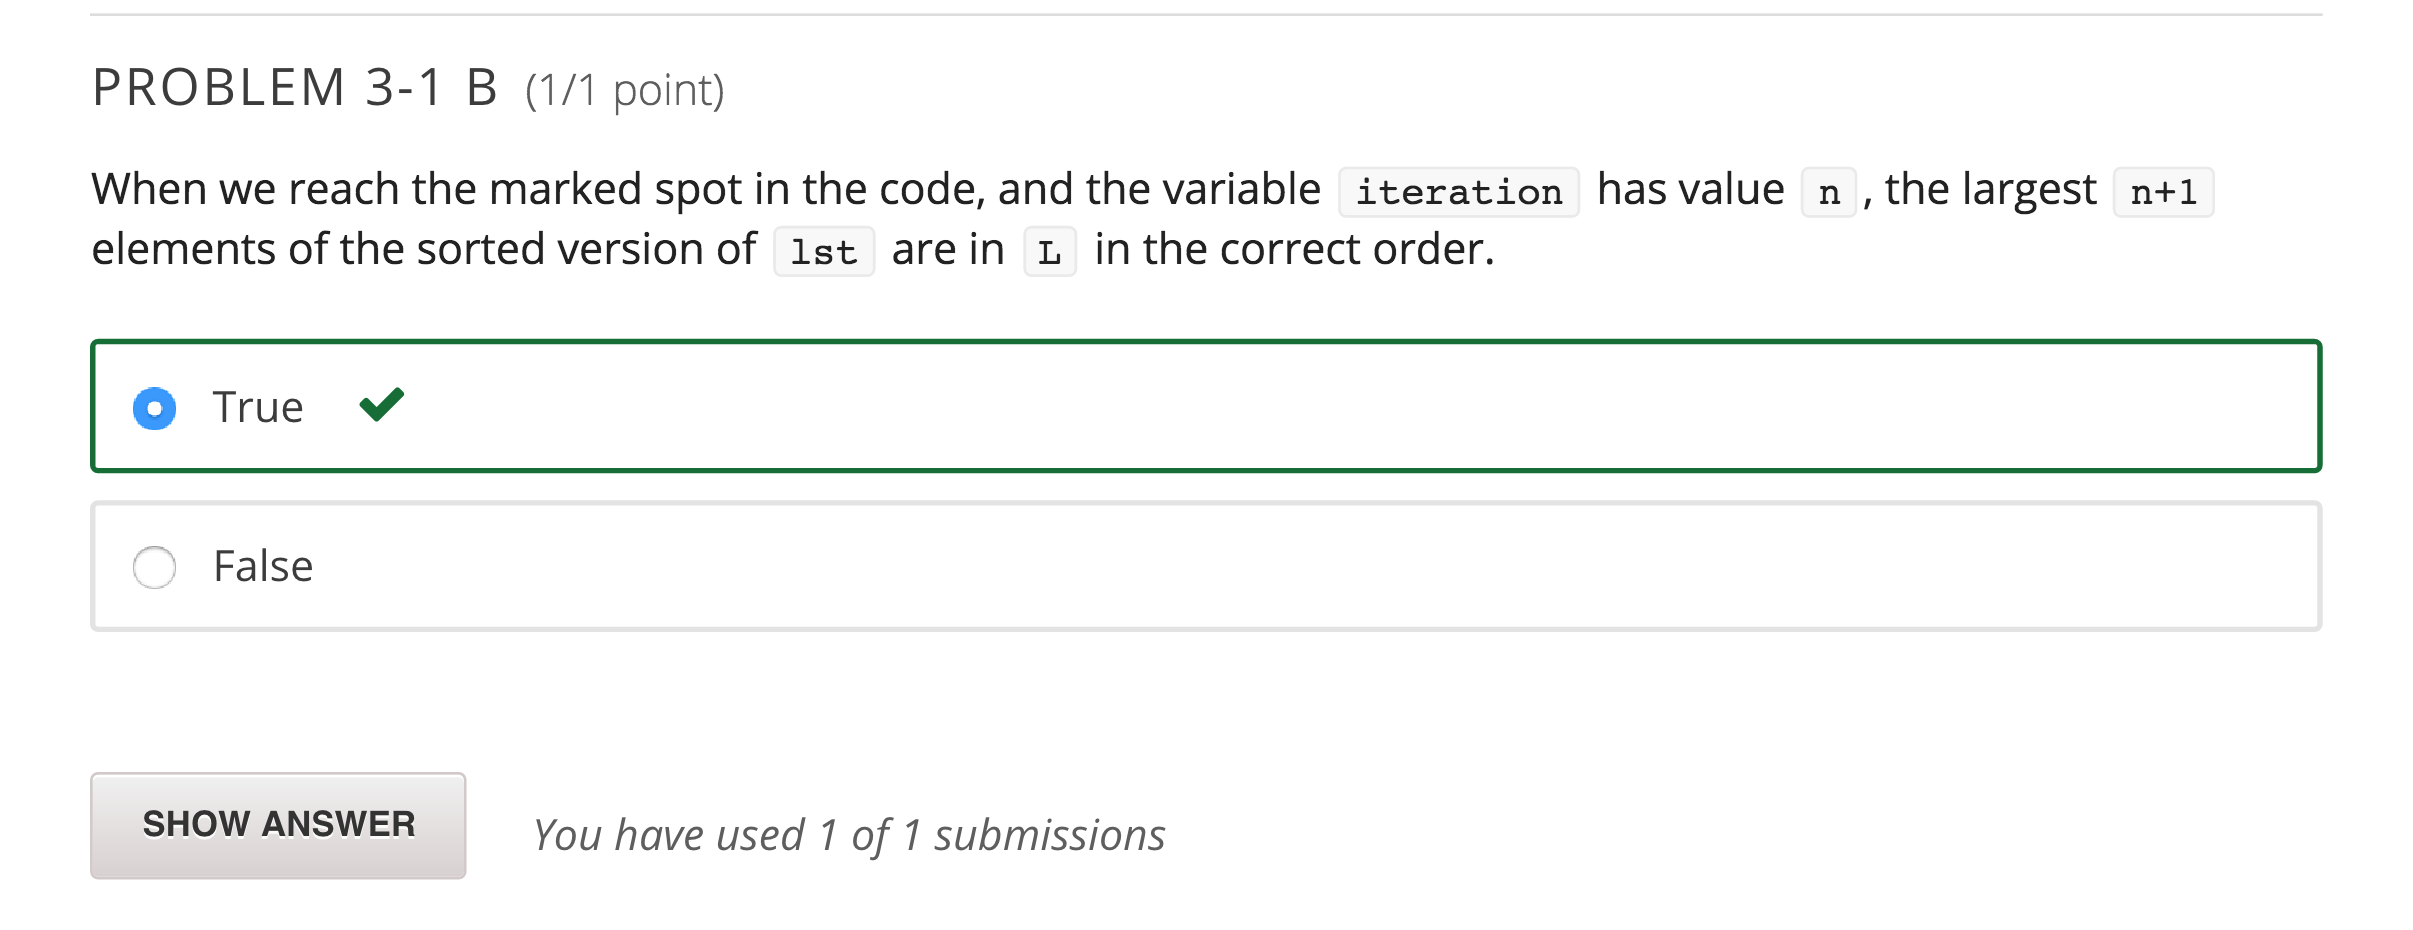 PROBLEM 3-1 B (1/1 point)
When we reach the marked spot in the code, and the variable iteration has value n, the largest n+1
elements of the sorted version of lst are in L in the correct order.
True
False
SHOW ANSWER
You have used 1 of 1 submissions